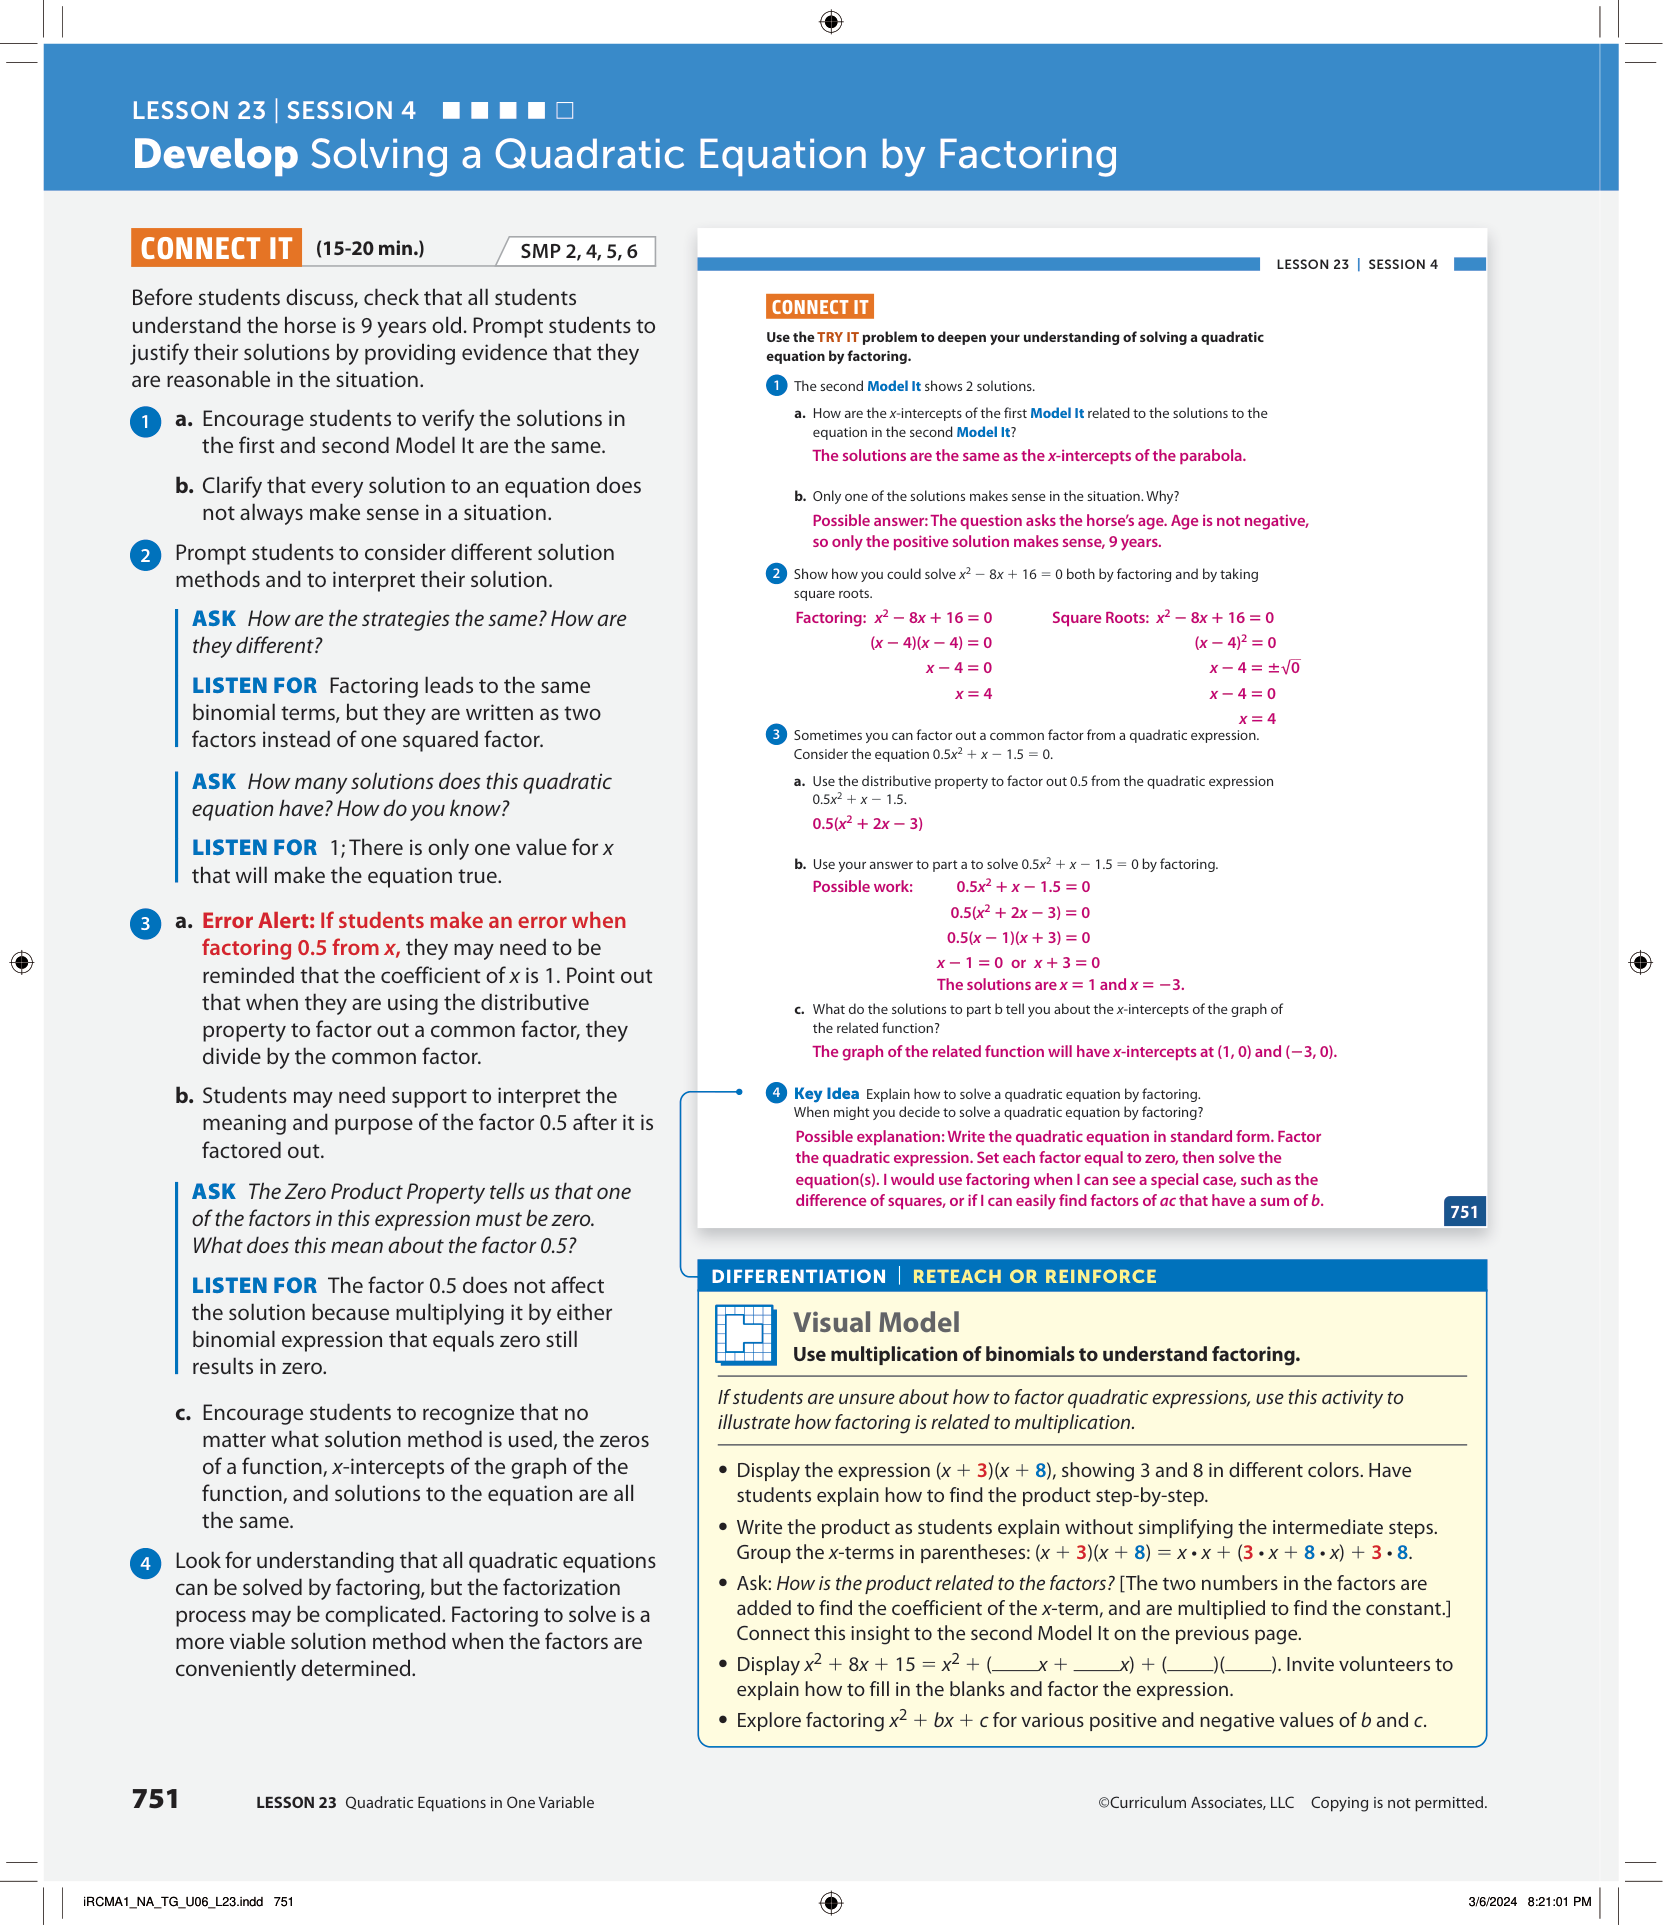 LESSON 23 | SESSION 4
Develop Solving a Quadratic Equation by Factoring
CONNECT IT (15-20 min.) SMP 2, 4, 5, 6
Before students discuss, check that all students
understand the horse is 9 years old. Prompt students to
justify their solutions by providing evidence that they
are reasonable in the situation.
1 a. Encourage students to verify the solutions in
the first and second Model It are the same.
b. Clarify that every solution to an equation does
not always make sense in a situation.
2 Prompt students to consider different solution
methods and to interpret their solution.
ASK How are the strategies the same? How are
they different?
LISTEN FOR Factoring leads to the same
binomial terms, but they are written as two
factors instead of one squared factor.
ASK How many solutions does this quadratic
equation have? How do you know?
LISTEN FOR 1; There is only one value for x
that will make the equation true.
3 a. Error Alert: If students make an error when
factoring 0.5 from x, they may need to be
reminded that the coefficient of x is 1. Point out
that when they are using the distributive
property to factor out a common factor, they
divide by the common factor.
b. Students may need support to interpret the
meaning and purpose of the factor 0.5 after it is
factored out.
ASK The Zero Product Property tells us that one
of the factors in this expression must be zero.
What does this mean about the factor 0.5?
LISTEN FOR The factor 0.5 does not affect
the solution because multiplying it by either
binomial expression that equals zero still
results in zero.
c. Encourage students to recognize that no
matter what solution method is used, the zeros
of a function, x-intercepts of the graph of the
function, and solutions to the equation are all
the same.
4 Look for understanding that all quadratic equations
can be solved by factoring, but the factorization
process may be complicated. Factoring to solve is a
more viable solution method when the factors are
conveniently determined.
LESSON 23 | SESSION 4
CONNECT IT
Use the TRY IT problem to deepen your understanding of solving a quadratic
equation by factoring.
1 The second Model It shows 2 solutions.
a. How are the x-intercepts of the first Model It related to the solutions to the
equation in the second Model It?
The solutions are the same as the x-intercepts of the parabola.
b. Only one of the solutions makes sense in the situation. Why?
Possible answer: The question asks the horse's age. Age is not negative,
so only the positive solution makes sense, 9 years.
2 Show how you could solve x² − 8x + 16 = 0 both by factoring and by taking
square roots.
Factoring: x² − 8x + 16 = 0 Square Roots: x² − 8x + 16 = 0
(x − 4)(x − 4) = 0 (x − 4)² = 0
x − 4 = 0 x − 4 = ±√0
x = 4 x − 4 = 0
x = 4
3 Sometimes you can factor out a common factor from a quadratic expression.
Consider the equation 0.5x² + x − 1.5 = 0.
a. Use the distributive property to factor out 0.5 from the quadratic expression
0.5x² + x − 1.5.
0.5(x² + 2x − 3)
b. Use your answer to part a to solve 0.5x² + x − 1.5 = 0 by factoring.
Possible work: 0.5x² + x − 1.5 = 0
0.5(x² + 2x − 3) = 0
0.5(x − 1)(x + 3) = 0
x − 1 = 0 or x + 3 = 0
The solutions are x = 1 and x = −3.
c. What do the solutions to part b tell you about the x-intercepts of the graph of
the related function?
The graph of the related function will have x-intercepts at (1, 0) and (−3, 0).
4 Key Idea Explain how to solve a quadratic equation by factoring.
When might you decide to solve a quadratic equation by factoring?
Possible explanation: Write the quadratic equation in standard form. Factor
the quadratic expression. Set each factor equal to zero, then solve the
equation(s). I would use factoring when I can see a special case, such as the
difference of squares, or if I can easily find factors of ac that have a sum of b.
751
DIFFERENTIATION | RETEACH OR REINFORCE
Visual Model
Use multiplication of binomials to understand factoring.
If students are unsure about how to factor quadratic expressions, use this activity to
illustrate how factoring is related to multiplication.
• Display the expression (x + 3)(x + 8), showing 3 and 8 in different colors. Have
students explain how to find the product step-by-step.
• Write the product as students explain without simplifying the intermediate steps.
Group the x-terms in parentheses: (x + 3)(x + 8) = x • x + (3 • x + 8 • x) + 3 • 8.
• Ask: How is the product related to the factors? [The two numbers in the factors are
added to find the coefficient of the x-term, and are multiplied to find the constant.]
Connect this insight to the second Model It on the previous page.
• Display x² + 8x + 15 = x² + (____x + ____x) + (____)(____). Invite volunteers to
explain how to fill in the blanks and factor the expression.
• Explore factoring x² + bx + c for various positive and negative values of b and c.
751 LESSON 23 Quadratic Equations in One Variable ©Curriculum Associates, LLC Copying is not permitted.
iRCMA1_NA_TG_U06_L23.indd 751 3/6/2024 8:21:01 PM